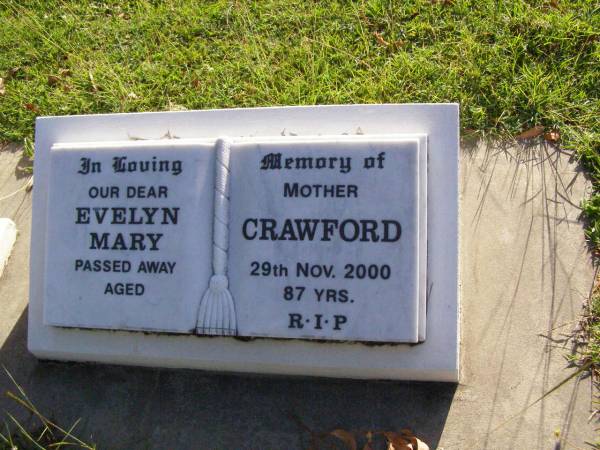 In Loving Memory of
OUR DEAR MOTHER
EVELYN MARY CRAWFORD
PASSED AWAY 29th NOV. 2000
AGED 87 YRS.
R·I·P